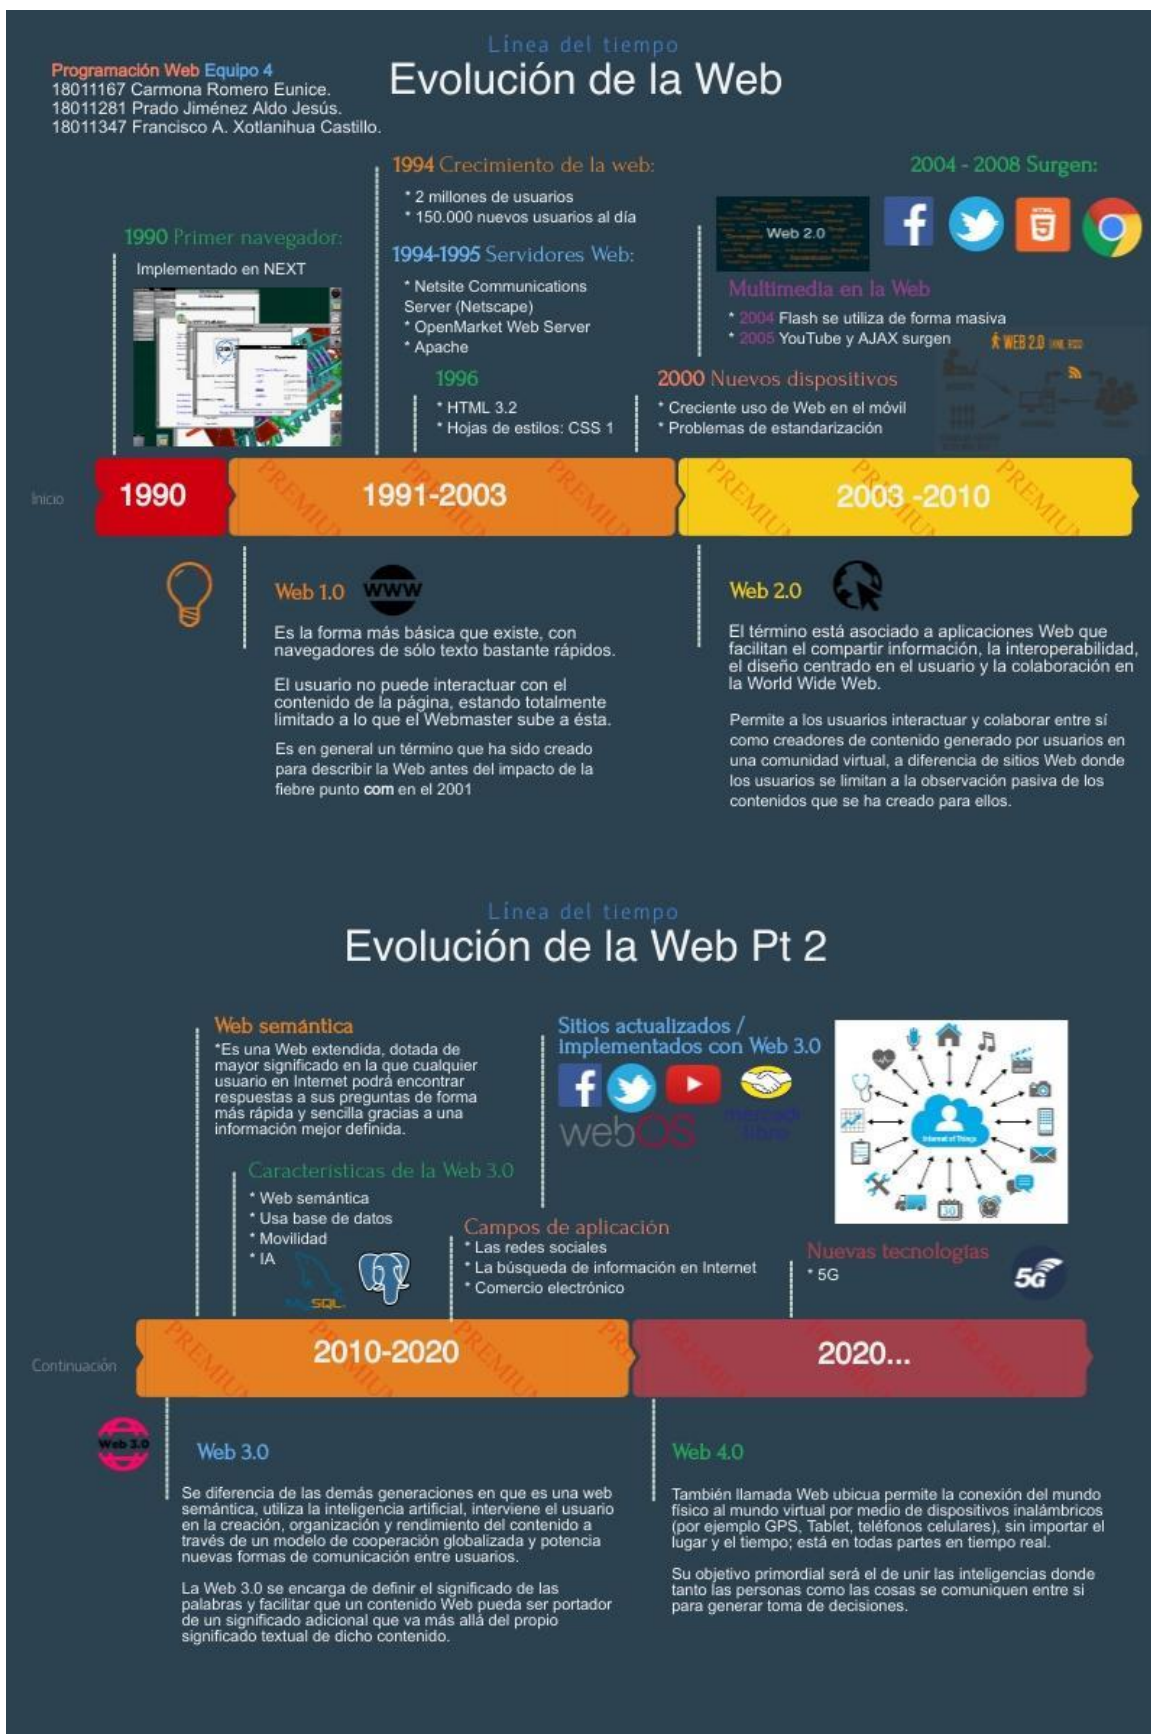 Línea del tiempo
Evolución de la Web
Programación Web Equipo 4
18011167 Carmona Romero Eunice.
18011281 Prado Jiménez Aldo Jesús.
18011347 Francisco A. Xotlanihua Castillo.
1990 Primer navegador:
Implementado en NEXT
1994 Crecimiento de la web:
* 2 millones de usuarios
* 150.000 nuevos usuarios al día
1994-1995 Servidores Web:
* Netsite Communications
Server (Netscape)
* OpenMarket Web Server
* Apache
1996
* HTML 3.2
* Hojas de estilos: CSS 1
2004 - 2008 Surgen:
Web 2.0
HTML
5
Multimedia en la Web
* 2004 Flash se utiliza de forma masiva
* 2005 YouTube y AJAX surgen
WEB 2.0
2000 Nuevos dispositivos
* Creciente uso de Web en el móvil
* Problemas de estandarización
Inicio
1990
1991-2003
2003 -2010
PREMIUM
PREMIUM
PREMIUM
PREMIUM
PREMIUM
PREMIUM
Web 1.0
WWW
Es la forma más básica que existe, con
navegadores de sólo texto bastante rápidos.
El usuario no puede interactuar con el
contenido de la página, estando totalmente
limitado a lo que el Webmaster sube a ésta.
Es en general un término que ha sido creado
para describir la Web antes del impacto de la
fiebre punto com en el 2001
Web 2.0
El término está asociado a aplicaciones Web que
facilitan el compartir información, la interoperabilidad,
el diseño centrado en el usuario y la colaboración en
la World Wide Web.
Permite a los usuarios interactuar y colaborar entre sí
como creadores de contenido generado por usuarios en
una comunidad virtual, a diferencia de sitios Web donde
los usuarios se limitan a la observación pasiva de los
contenidos que se ha creado para ellos.
Línea del tiempo
Evolución de la Web Pt 2
Web semántica
*Es una Web extendida, dotada de
mayor significado en la que cualquier
usuario en Internet podrá encontrar
respuestas a sus preguntas de forma
más rápida y sencilla gracias a una
información mejor definida.
Características de la Web 3.0
* Web semántica
* Usa base de datos
* Movilidad
* IA
MySQL
Sitios actualizados /
implementados con Web 3.0
webOS
mercado
libre
Internet of Things
30
Campos de aplicación
* Las redes sociales
* La búsqueda de información en Internet
* Comercio electrónico
Nuevas tecnologías
* 5G
5G
Continuación
2010-2020
2020...
PREMIUM
PREMIUM
PREMIUM
Web 3.0
Web 3.0
Se diferencia de las demás generaciones en que es una web
semántica, utiliza la inteligencia artificial, interviene el usuario
en la creación, organización y rendimiento del contenido a
través de un modelo de cooperación globalizada y potencia
nuevas formas de comunicación entre usuarios.
La Web 3.0 se encarga de definir el significado de las
palabras y facilitar que un contenido Web pueda ser portador
de un significado adicional que va más allá del propio
significado textual de dicho contenido.
Web 4.0
También llamada Web ubicua permite la conexión del mundo
físico al mundo virtual por medio de dispositivos inalámbricos
(por ejemplo GPS, Tablet, teléfonos celulares), sin importar el
lugar y el tiempo; está en todas partes en tiempo real.
Su objetivo primordial será el de unir las inteligencias donde
tanto las personas como las cosas se comuniquen entre si
para generar toma de decisiones.